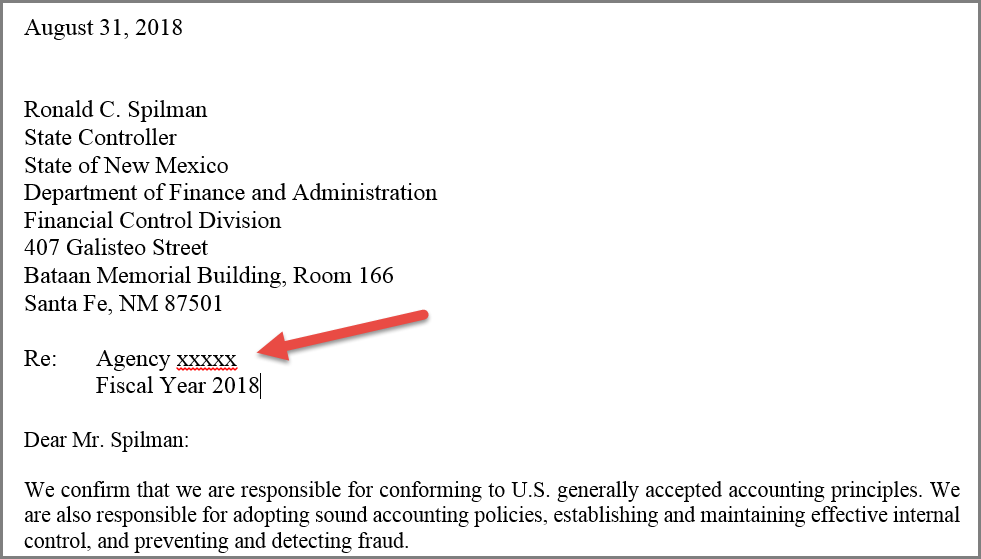 August 31, 2018
Ronald C. Spilman
State Controller
State of New Mexico
Department of Finance and Administration
Financial Control Division
407 Galisteo Street
Bataan Memorial Building, Room 166
Santa Fe, NM 87501
Re: Agency xxxxx
Fiscal Year 2018
Dear Mr. Spilman:
We confirm that we are responsible for conforming to U.S. generally accepted accounting principles. We
are also responsible for adopting sound accounting policies, establishing and maintaining effective internal
control, and preventing and detecting fraud.